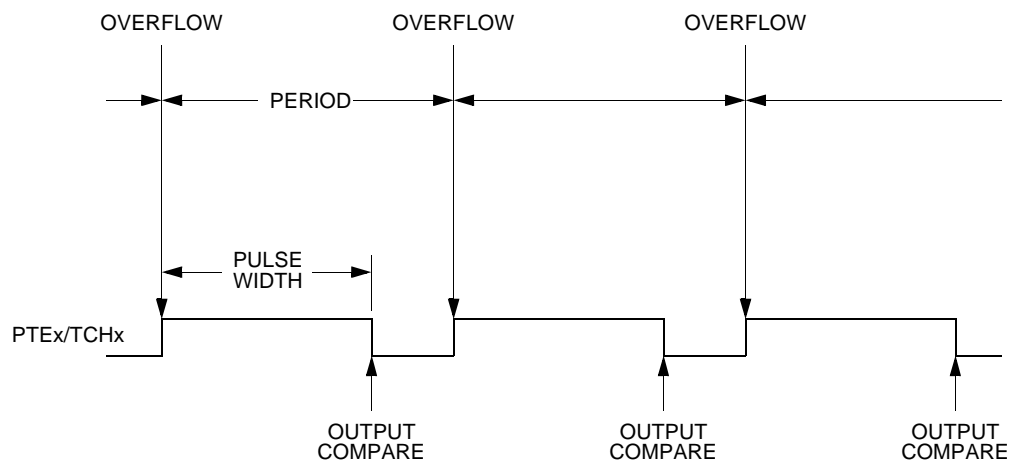 OVERFLOW OVERFLOW OVERFLOW
PERIOD
PULSE
WIDTH
PTEx/TCHx
OUTPUT
COMPARE
OUTPUT
COMPARE
OUTPUT
COMPARE